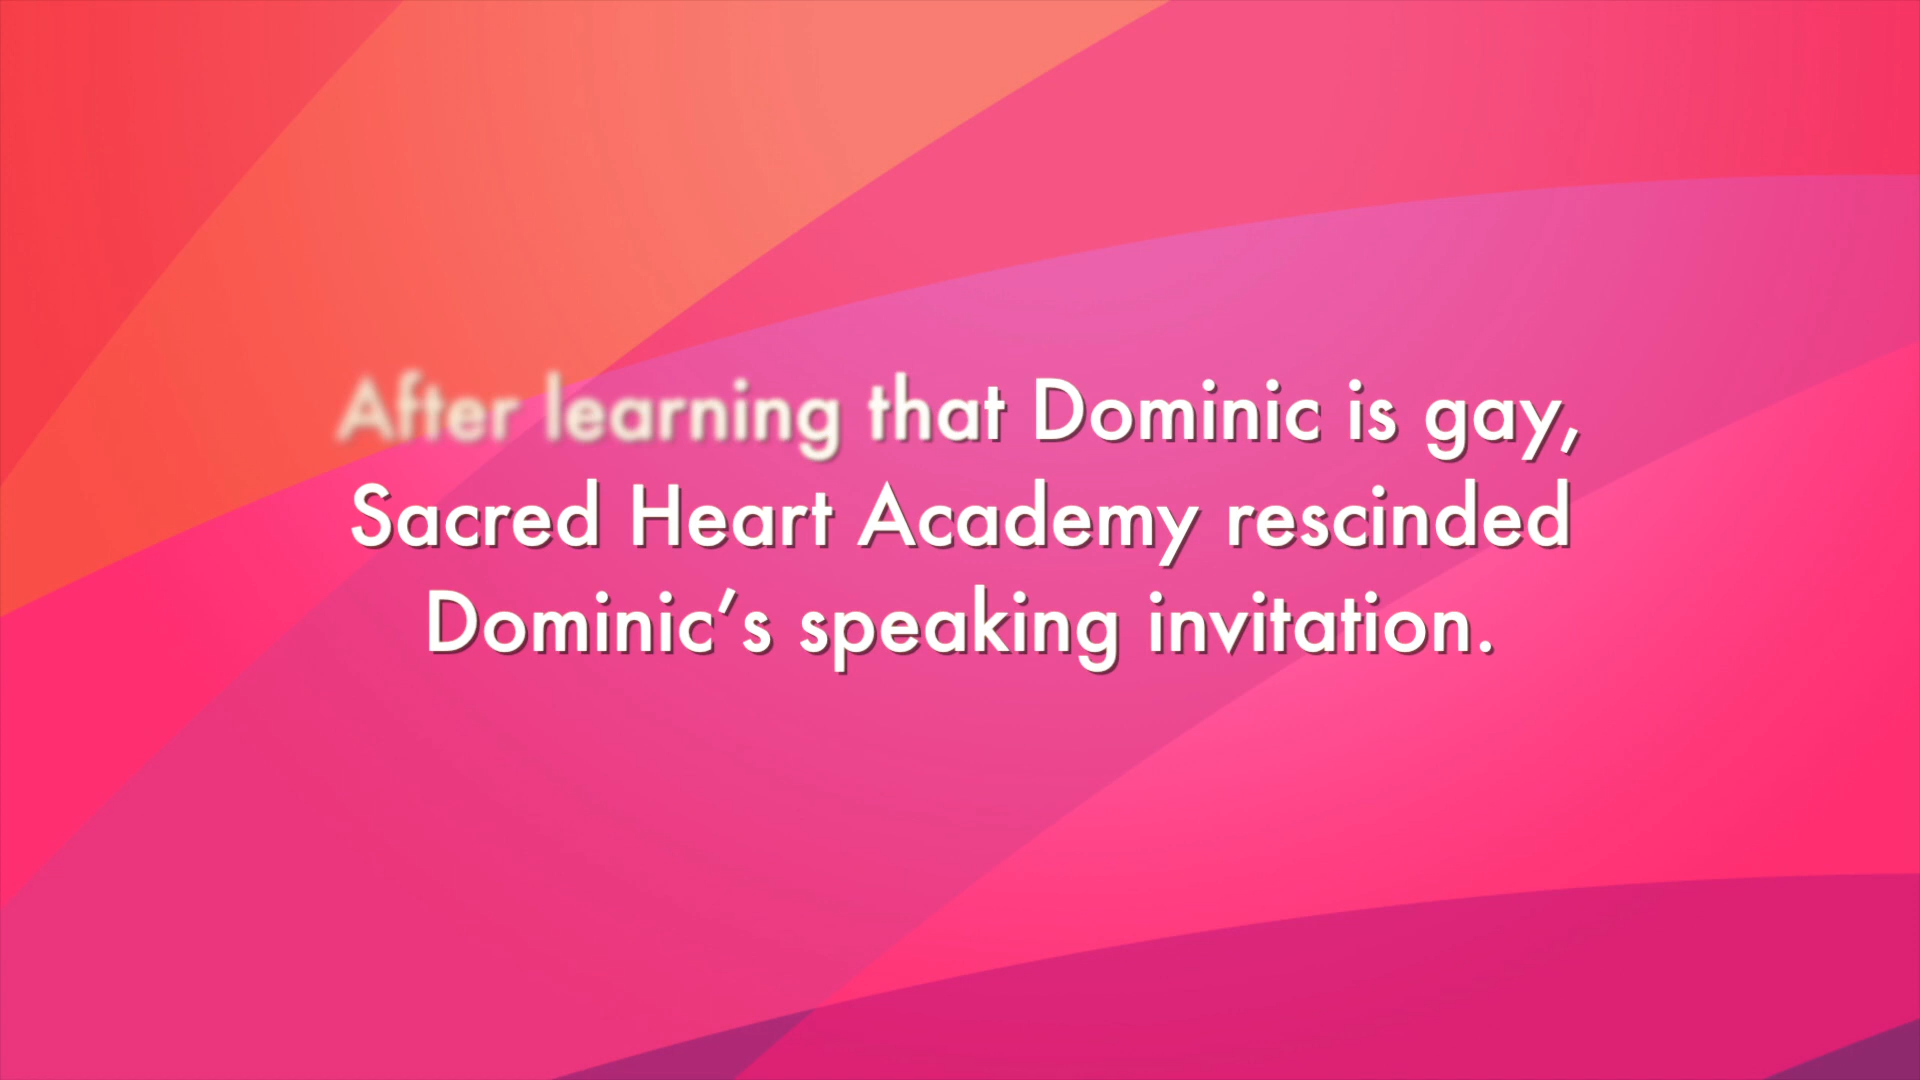 After learning that Dominic is gay,
Sacred Heart Academy rescinded
Dominic’s speaking invitation.